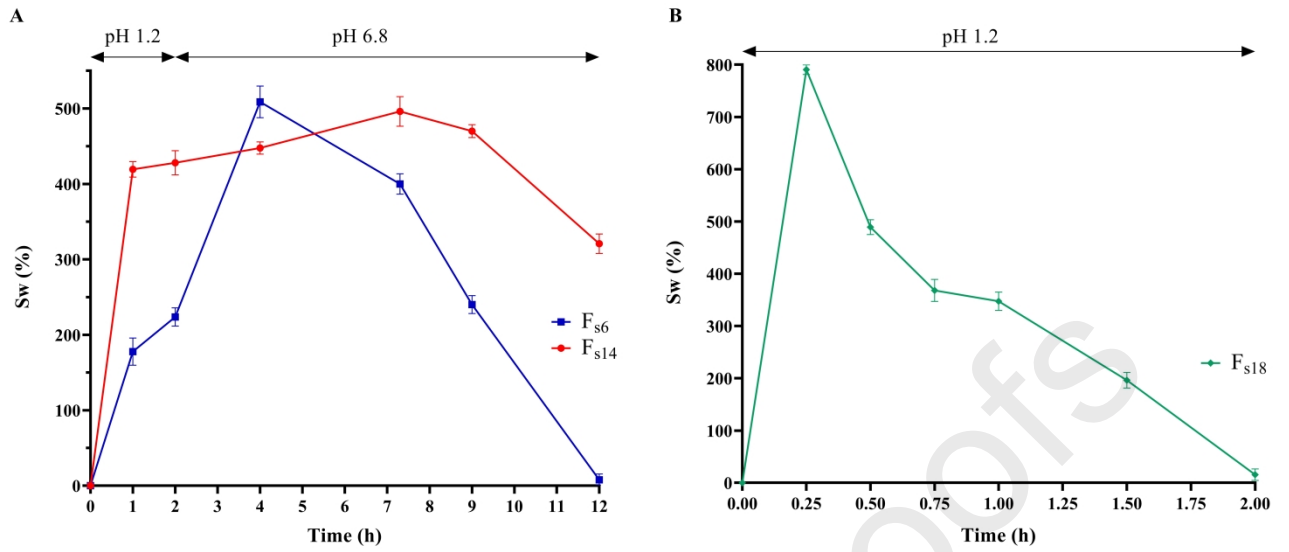 A
pH 1.2
pH 6.8
500
400
300
200
100
0
Sw (%)
0 1 2 3 4 5 6 7 8 9 10 11 12
Time (h)
Fs6
Fs14
B
pH 1.2
800
700
600
500
400
300
200
100
0
Sw (%)
0.00 0.25 0.50 0.75 1.00 1.25 1.50 1.75 2.00
Time (h)
Fs18
oofs